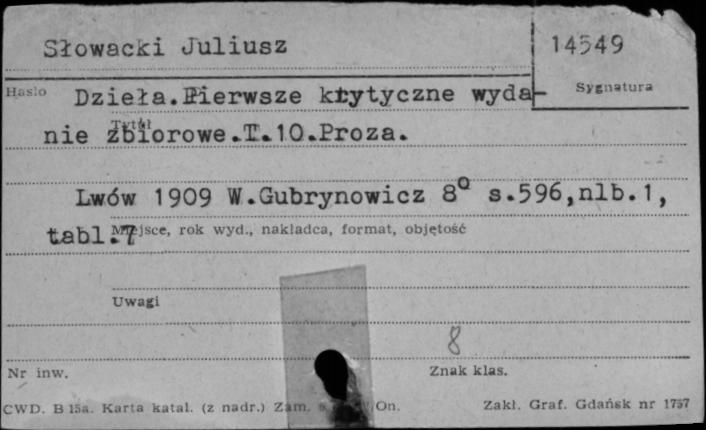 Słowacki Juliusz
14549
Hasło
Sygnatura
Dzieła.Pierwsze krytyczne wyda-
Tytuł
nie zbiorowe.T.10.Proza.
Lwów 1909 W.Gubrynowicz 8° s.596,nlb.1,
tabl.7
Miejsce, rok wyd., nakładca, format, objętość
Uwagi
8
Nr inw.
Znak klas.
CWD. B 15a. Karta katal. (z nadr.) Zam. On.
Zakł. Graf. Gdańsk nr 1757